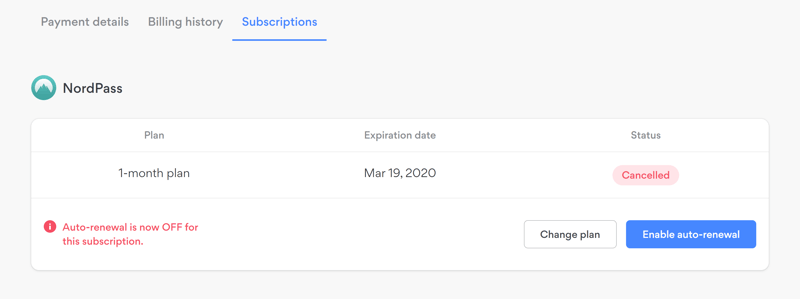 Payment details Billing history Subscriptions
NordPass
Plan Expiration date Status
1-month plan Mar 19, 2020 Cancelled
Auto-renewal is now OFF for
this subscription.
Change plan Enable auto-renewal